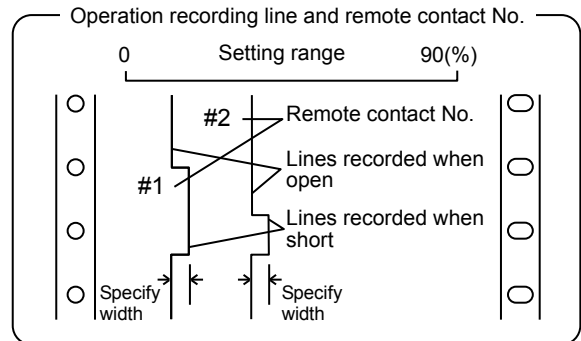 Operation recording line and remote contact No.
0 Setting range 90(%)
#2 Remote contact No.
Lines recorded when
open
#1
Lines recorded when
short
Specify
width
Specify
width